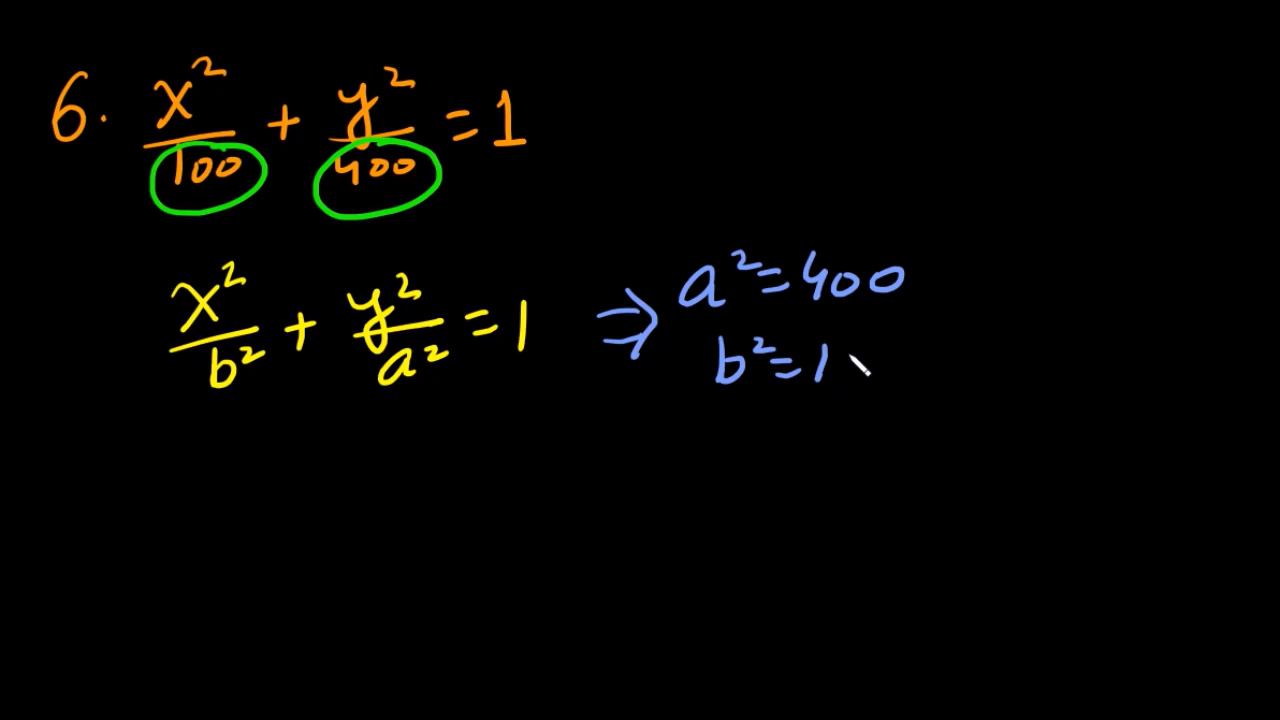 6. x²/100 + y²/400 = 1
x²/b² + y²/a² = 1 ⇒ a² = 400
b² = 1